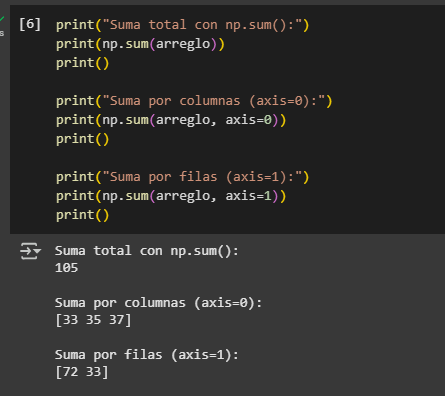 [6] print("Suma total con np.sum():")
print(np.sum(arreglo))
print()

print("Suma por columnas (axis=0):")
print(np.sum(arreglo, axis=0))
print()

print("Suma por filas (axis=1):")
print(np.sum(arreglo, axis=1))
print()
Suma total con np.sum():
105

Suma por columnas (axis=0):
[33 35 37]

Suma por filas (axis=1):
[72 33]